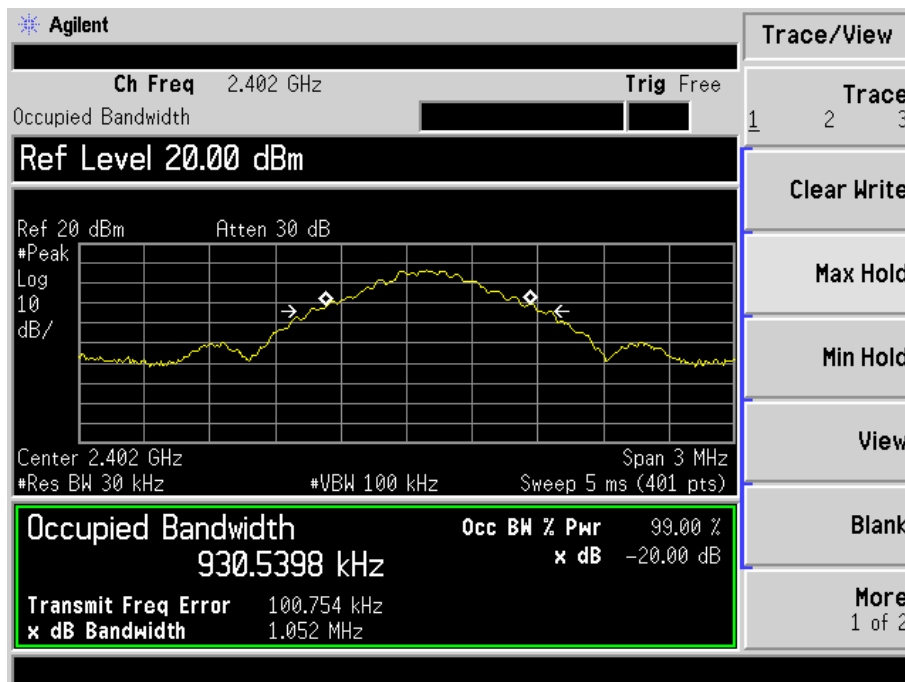 Agilent
Trace/View
Ch Freq 2.402 GHz Trig Free
Occupied Bandwidth
Trace
1 2 3
Ref Level 20.00 dBm
Clear Write
Ref 20 dBm Atten 30 dB
#Peak
Log
10
dB/
Max Hold
Min Hold
View
Center 2.402 GHz Span 3 MHz
#Res BW 30 kHz #VBW 100 kHz Sweep 5 ms (401 pts)
Blank
Occupied Bandwidth Occ BW % Pwr 99.00 %
930.5398 kHz x dB -20.00 dB
Transmit Freq Error 100.754 kHz
x dB Bandwidth 1.052 MHz
More
1 of 2